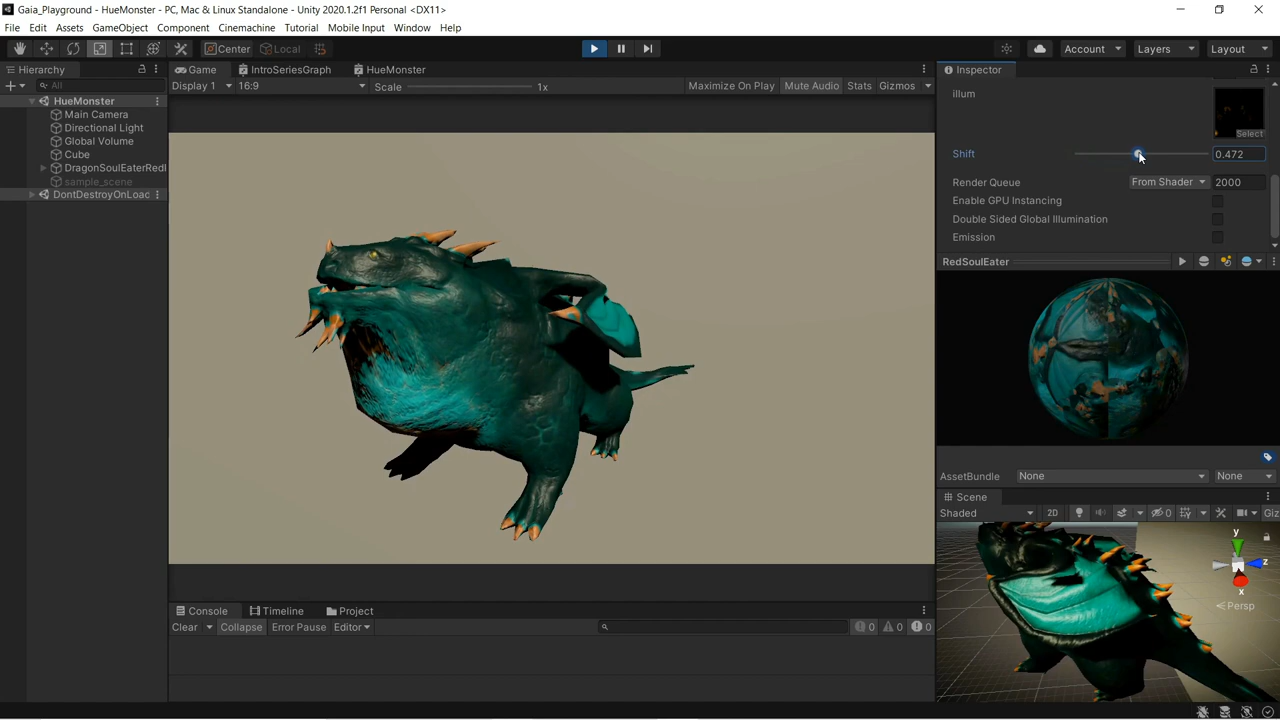 Gaia_Playground - HueMonster - PC, Mac & Linux Standalone - Unity 2020.1.2f1 Personal <DX11>
File Edit Assets GameObject Component Cinemachine Tutorial Mobile Input Window Help
Center Local Account Layers Layout
Hierarchy Game IntroSeriesGraph HueMonster Inspector
All Display 1 16:9 Scale 1x Maximize On Play Mute Audio Stats Gizmos
HueMonster
Main Camera
Directional Light
Global Volume
Cube
DragonSoulEaterRedI
sample_scene
DontDestroyOnLoac
illum
Select
Shift 0.472
Render Queue From Shader 2000
Enable GPU Instancing
Double Sided Global Illumination
Emission
RedSoulEater
AssetBundle None None
Scene
Shaded 2D 0 Giz
y
z
x
Persp
Console Timeline Project
Clear Collapse Error Pause Editor 0 0 0